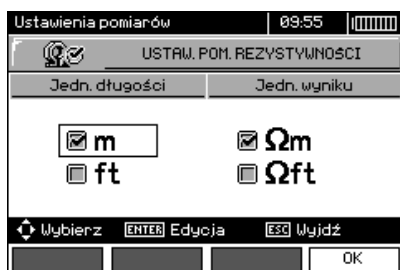 Ustawienia pomiarów 09:55
USTAW. POM. REZYSTYWNOŚCI
Jedn. długości Jedn. wyniku
m Ωm
ft Ωft
Wybierz ENTER Edycja ESC Wyjdź
OK